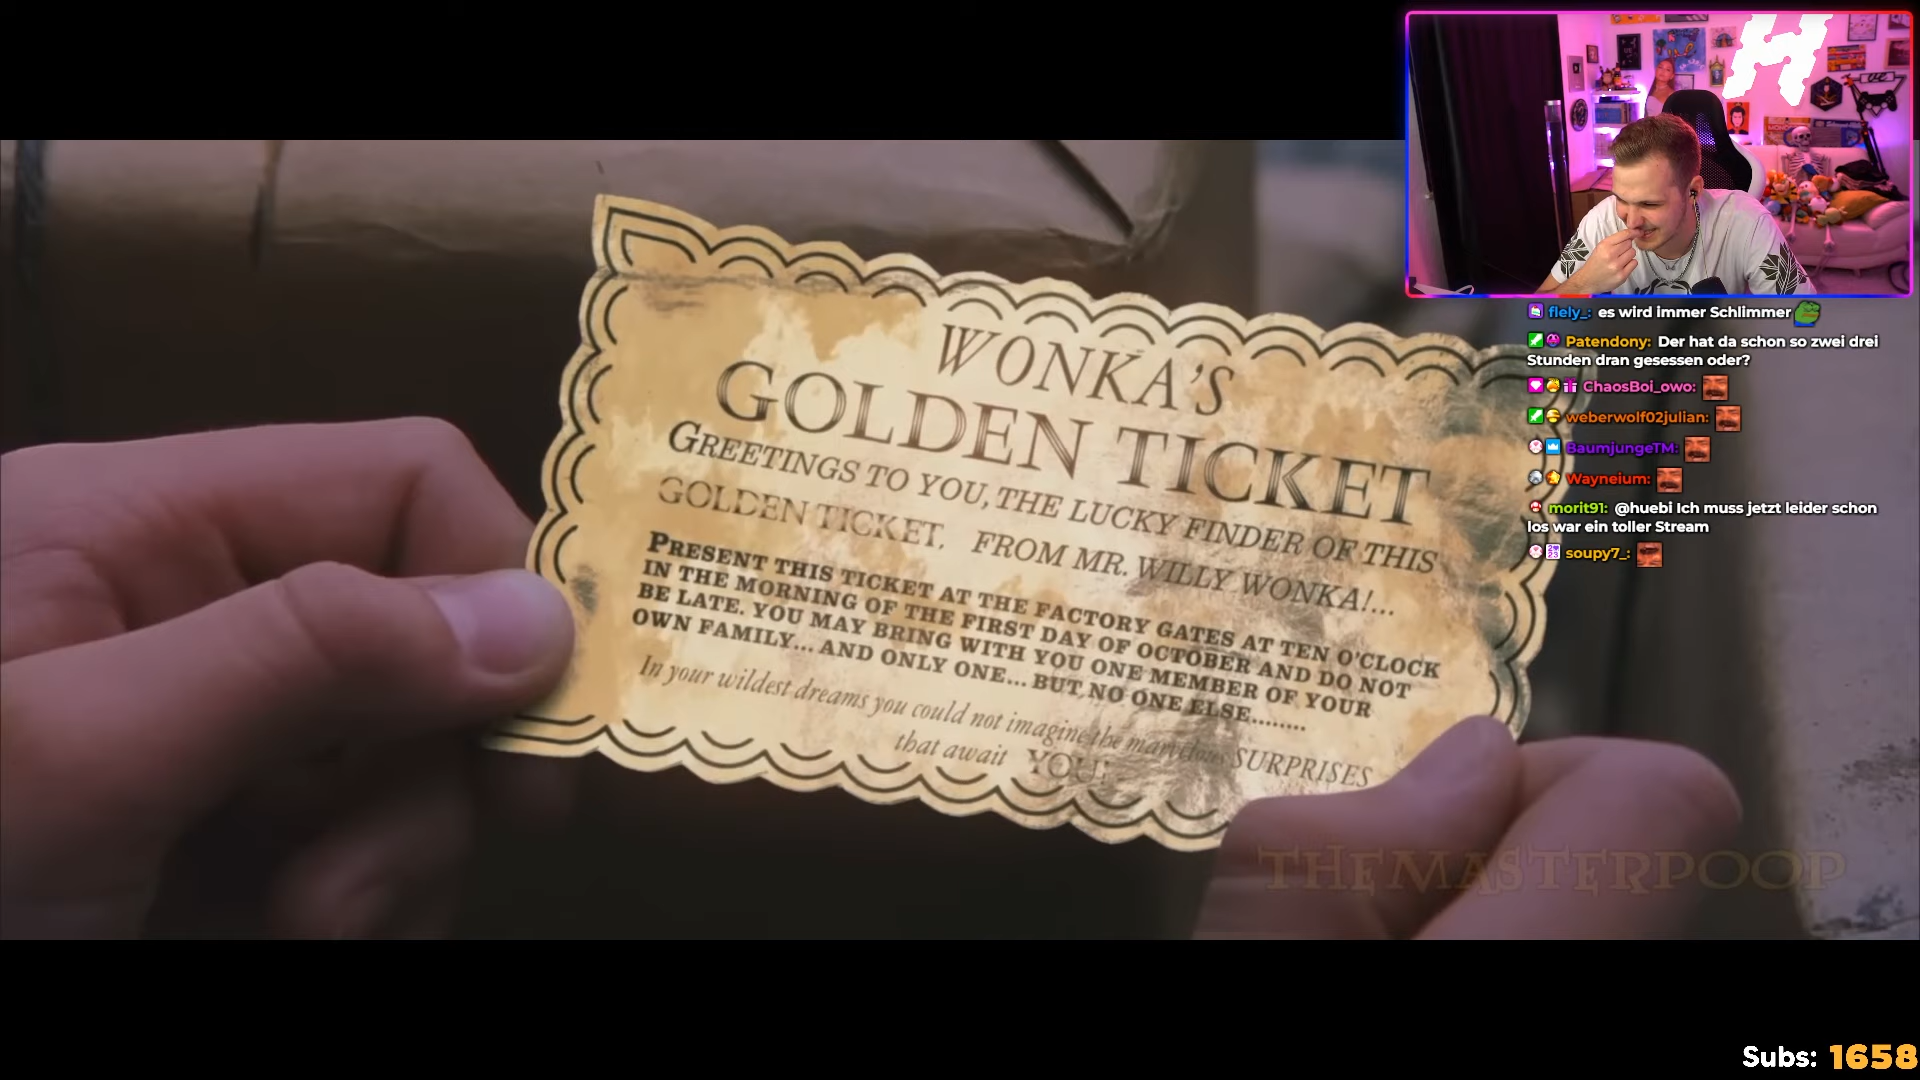 WONKA'S
GOLDEN TICKET
GREETINGS TO YOU, THE LUCKY FINDER OF THIS
GOLDEN TICKET, FROM MR. WILLY WONKA!...
PRESENT THIS TICKET AT THE FACTORY GATES AT TEN O'CLOCK
IN THE MORNING OF THE FIRST DAY OF OCTOBER AND DO NOT
BE LATE. YOU MAY BRING WITH YOU ONE MEMBER OF YOUR
OWN FAMILY... AND ONLY ONE... BUT NO ONE ELSE........
In your wildest dreams you could not imagine the marvelous SURPRISES
that await YOU!
THEMASTERPOOP
H
flely_: es wird immer Schlimmer
Patendony: Der hat da schon so zwei drei
Stunden dran gesessen oder?
ChaosBoi_owo:
weberwolf02julian:
BaumjungeTM:
Wayneium:
morit91: @huebi Ich muss jetzt leider schon
los war ein toller Stream
soupy7_:
Subs: 1658